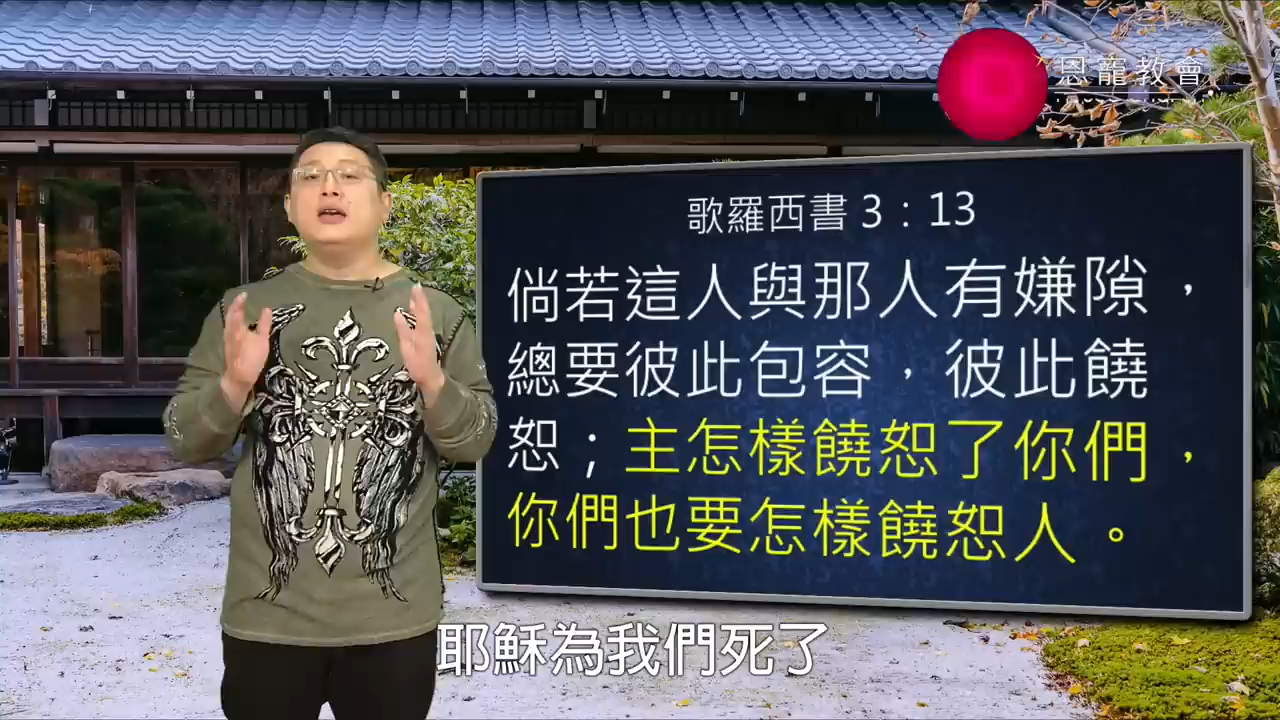 恩寵教會
歌羅西書 3：13
倘若這人與那人有嫌隙，
總要彼此包容，彼此饒
恕；主怎樣饒恕了你們，
你們也要怎樣饒恕人。
耶穌為我們死了